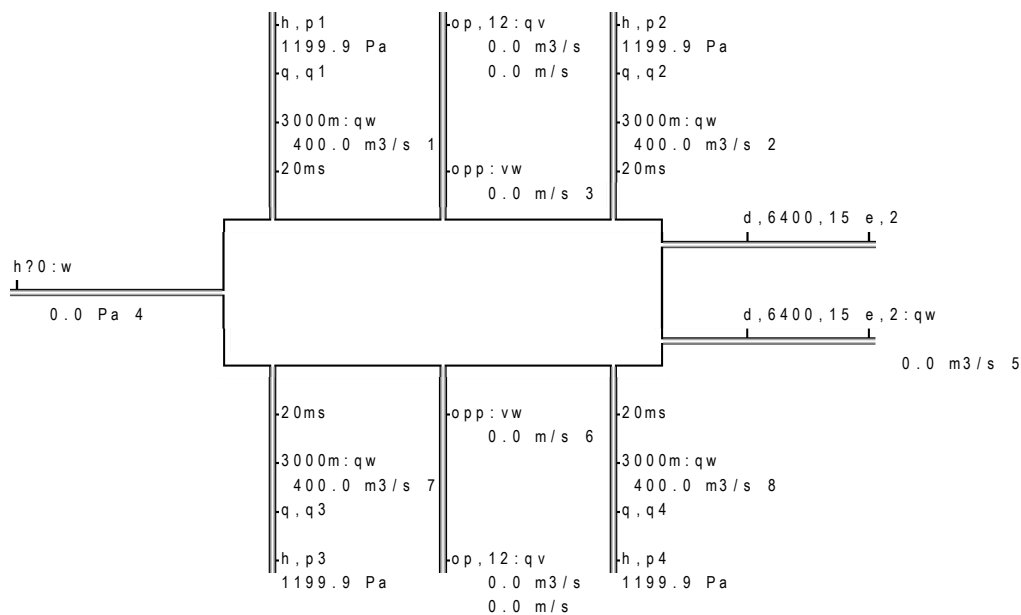 h,p1
1199.9 Pa
q,q1
3000m:qw
400.0 m3/s 1
20ms
op,12:qv
0.0 m3/s
0.0 m/s
opp:vw
0.0 m/s 3
h,p2
1199.9 Pa
q,q2
3000m:qw
400.0 m3/s 2
20ms
d,6400,15 e,2
h?0:w
0.0 Pa 4
d,6400,15 e,2:qw
0.0 m3/s 5
20ms
3000m:qw
400.0 m3/s 7
q,q3
h,p3
1199.9 Pa
opp:vw
0.0 m/s 6
op,12:qv
0.0 m3/s
0.0 m/s
20ms
3000m:qw
400.0 m3/s 8
q,q4
h,p4
1199.9 Pa